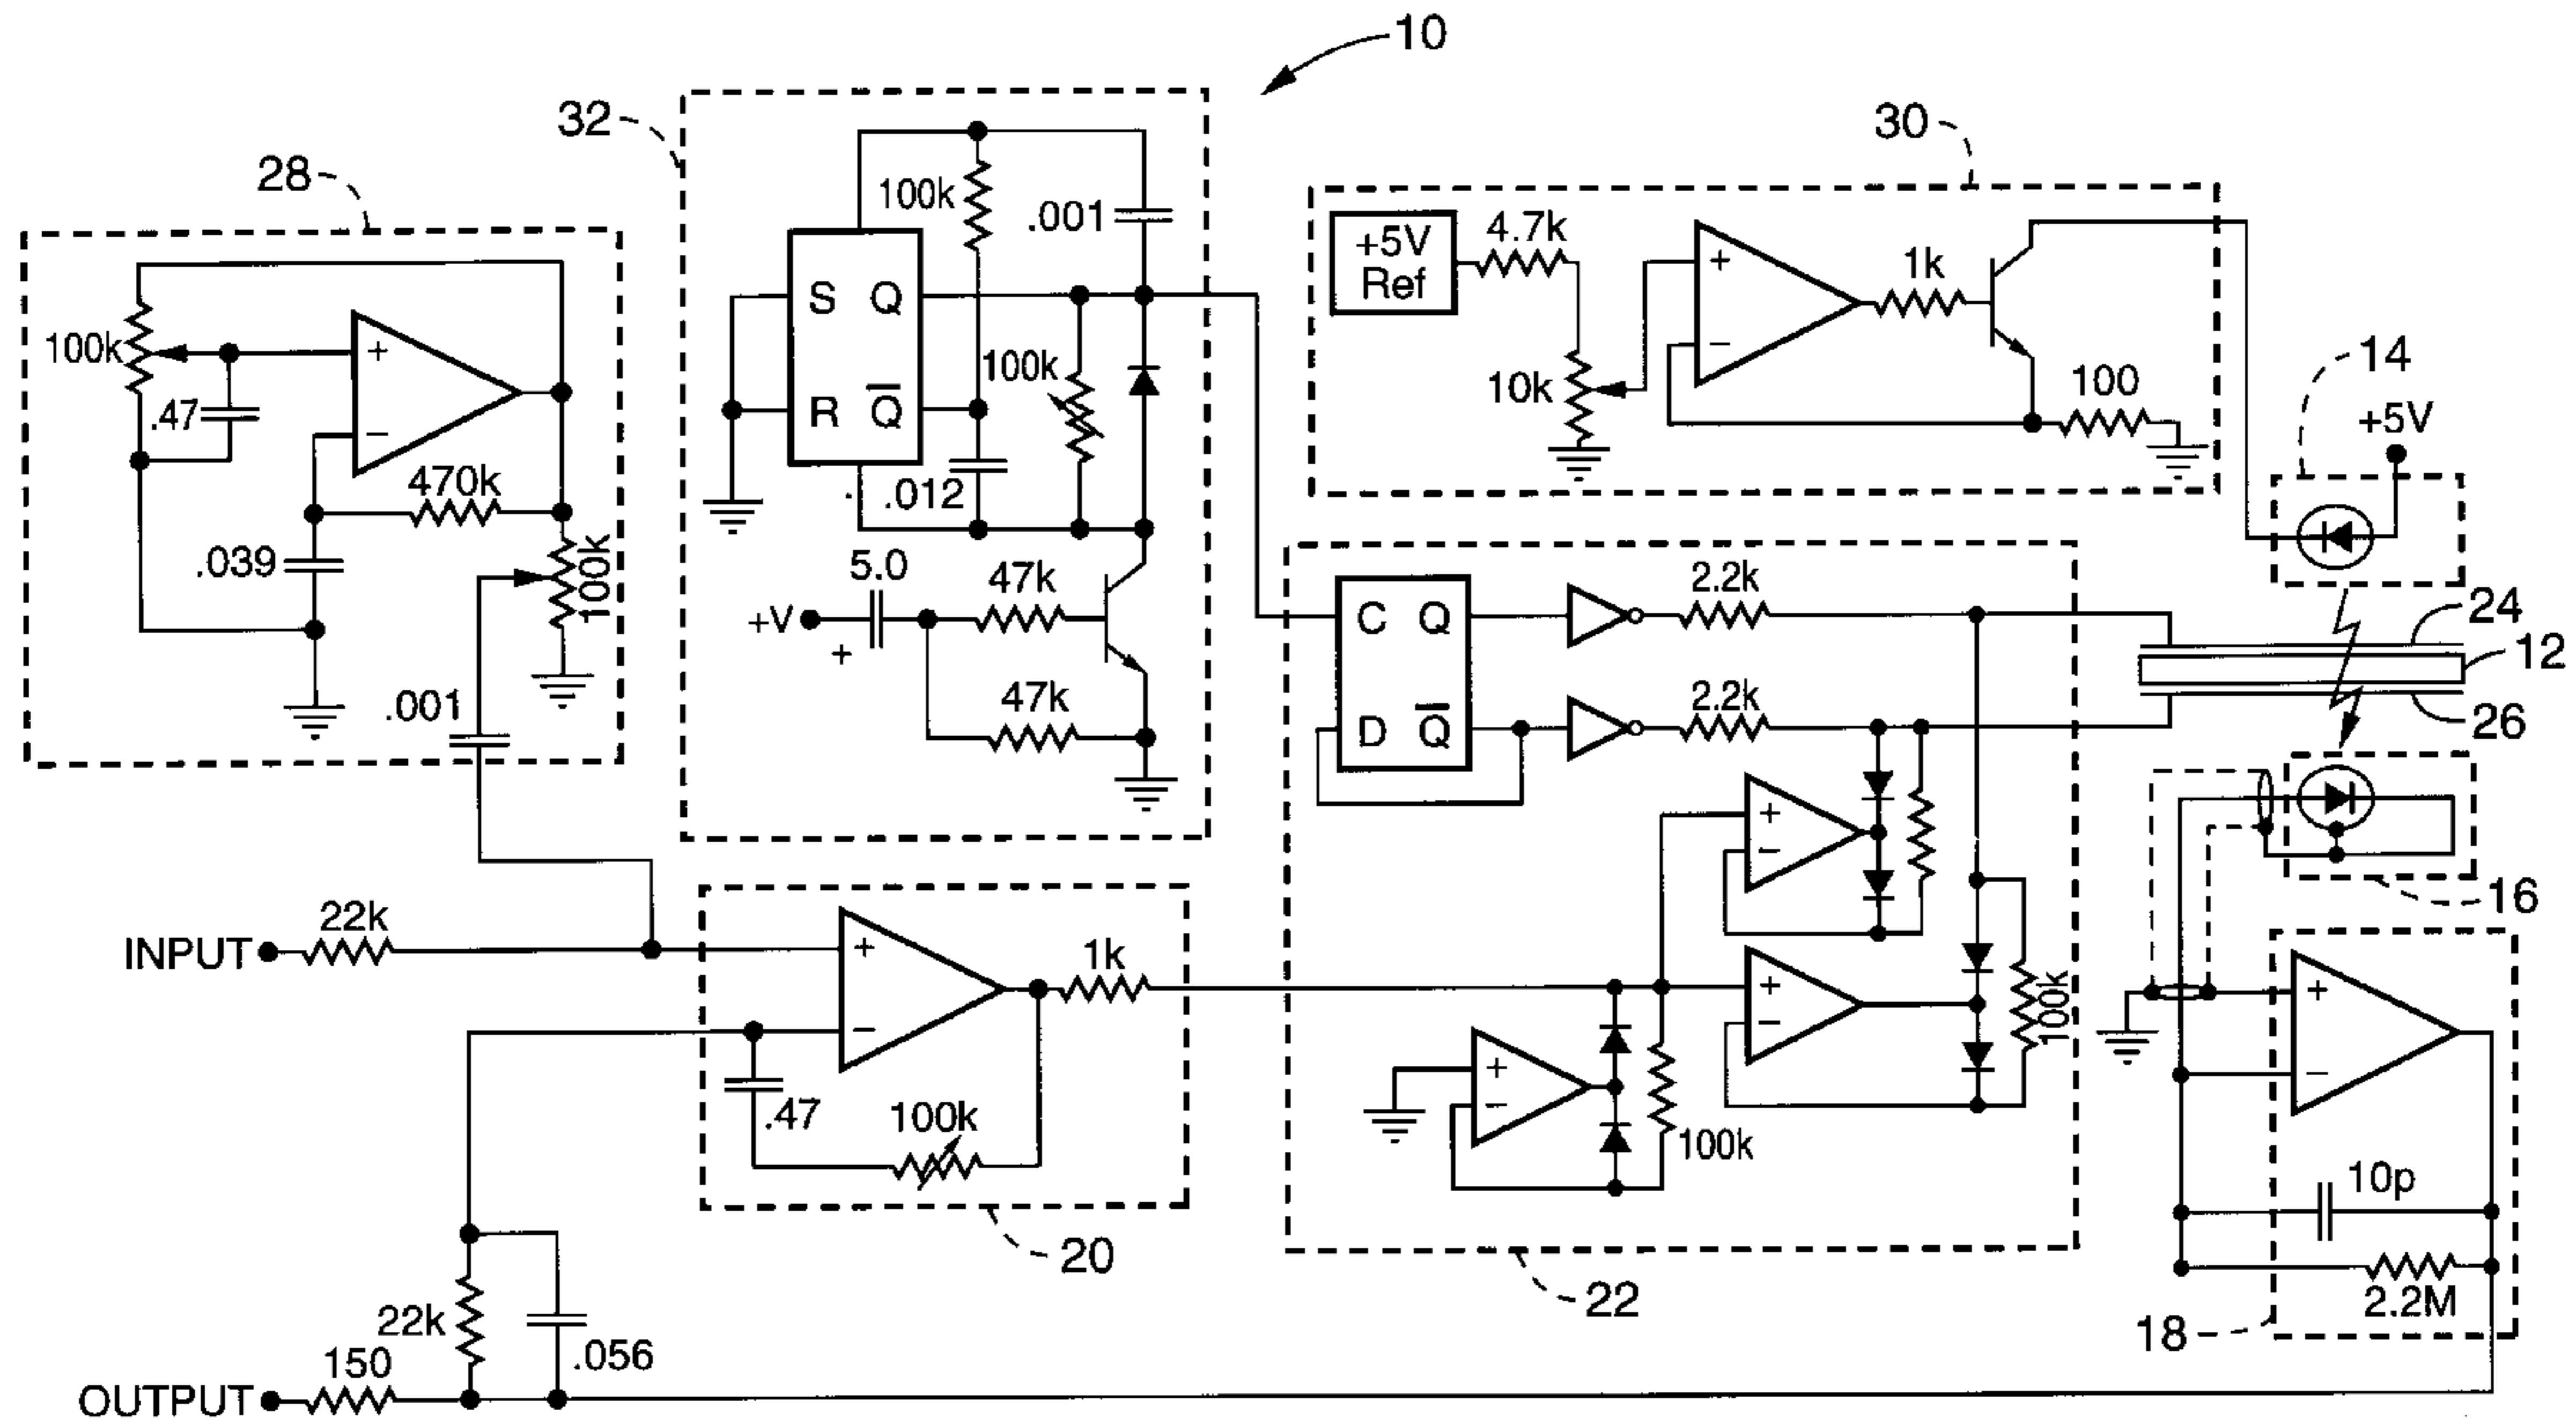 10
32
28
30
100k
.001
+5V
Ref
4.7k
1k
S Q
R Q̅
100k
100k
+
−
.47
.012
470k
.039
100k
.001
10k
+
−
100
14
+5V
5.0
+V
+
47k
47k
C Q
D Q̅
2.2k
2.2k
24
12
26
16
INPUT
22k
+
−
1k
.47
100k
20
+
−
+
−
+
−
100k
100k
22
+
−
10p
2.2M
18
22k
.056
150
OUTPUT